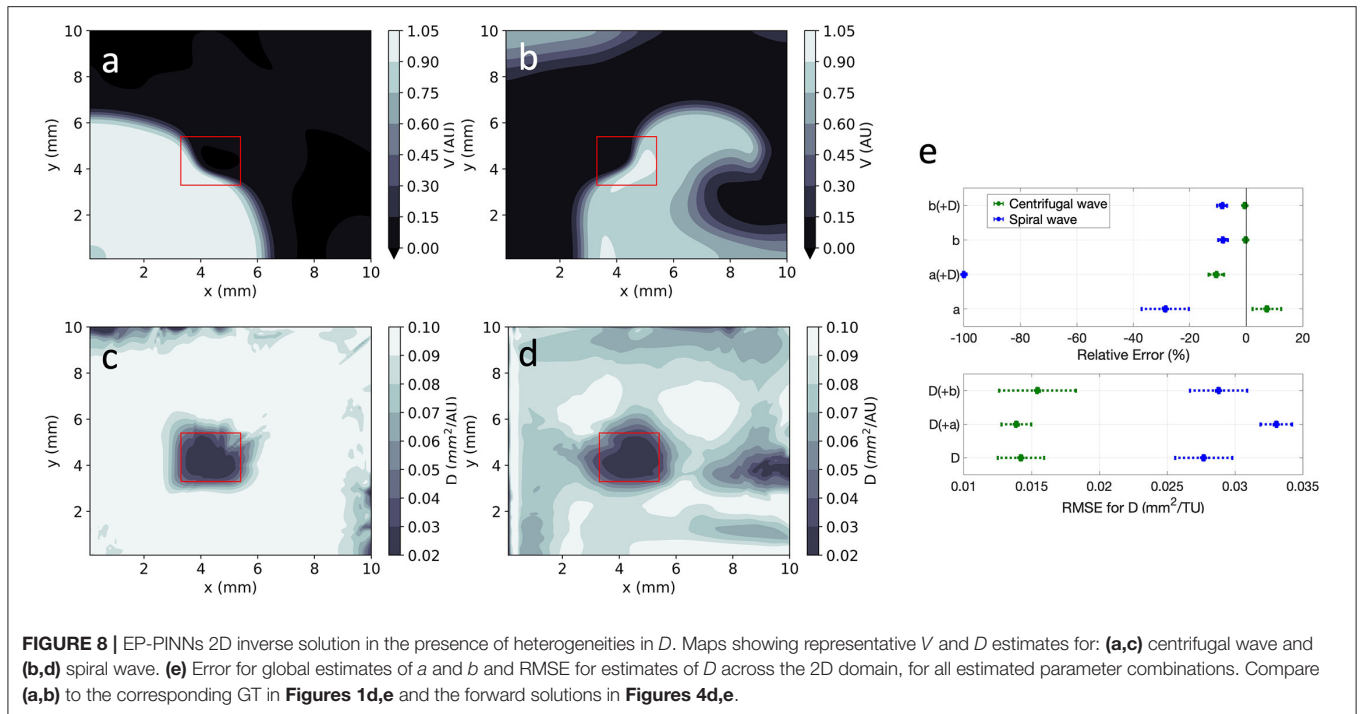 a
10
8
6
4
2
y (mm)
2 4 6 8 10
x (mm)
1.05
0.90
0.75
0.60
0.45
0.30
0.15
0.00
V (AU)
b
10
8
6
4
2
y (mm)
2 4 6 8 10
x (mm)
1.05
0.90
0.75
0.60
0.45
0.30
0.15
0.00
V (AU)
c
10
8
6
4
2
y (mm)
2 4 6 8 10
x (mm)
0.10
0.09
0.08
0.07
0.06
0.05
0.04
0.03
0.02
D (mm²/AU)
d
10
8
6
4
2
y (mm)
2 4 6 8 10
x (mm)
0.10
0.09
0.08
0.07
0.06
0.05
0.04
0.03
0.02
D (mm²/AU)
e
Centrifugal wave
Spiral wave
b(+D)
b
a(+D)
a
-100 -80 -60 -40 -20 0 20
Relative Error (%)
D(+b)
D(+a)
D
0.01 0.015 0.02 0.025 0.03 0.035
RMSE for D (mm²/TU)
FIGURE 8 | EP-PINNs 2D inverse solution in the presence of heterogeneities in D. Maps showing representative V and D estimates for: (a,c) centrifugal wave and
(b,d) spiral wave. (e) Error for global estimates of a and b and RMSE for estimates of D across the 2D domain, for all estimated parameter combinations. Compare
(a,b) to the corresponding GT in Figures 1d,e and the forward solutions in Figures 4d,e.